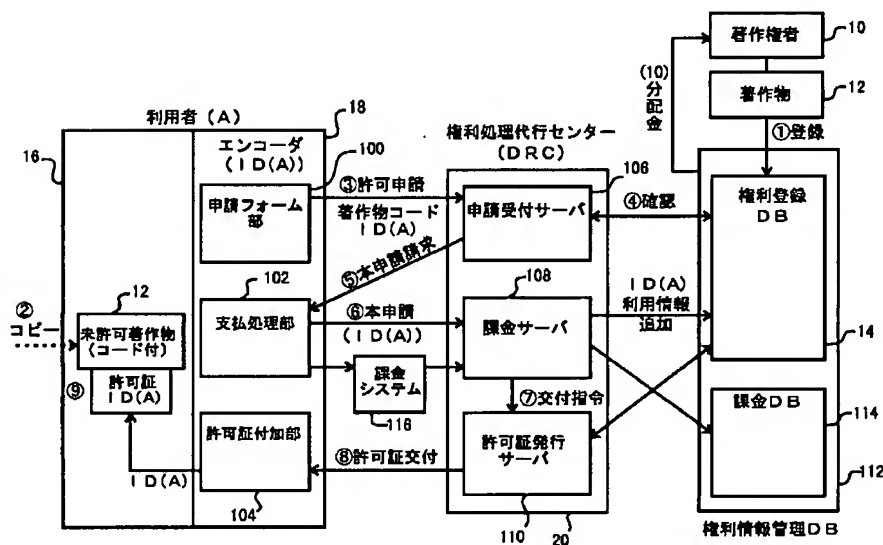 著作権者
10
(10)
分配金
著作物
12
①登録
利用者(A)
18
16
エンコーダ
(ID(A))
100
申請フォーム
部
③許可申請
著作物コード
ID(A)
権利処理代行センター
(DRC)
106
申請受付サーバ
④確認
権利登録
DB
⑤本申請請求
102
支払処理部
⑥本申請
(ID(A))
108
課金サーバ
ID(A)
利用情報
追加
14
②
コピー
12
未許可著作物
(コード付)
⑨
許可証
ID(A)
課金
システム
116
⑦交付指令
課金DB
114
112
許可証付加部
104
ID(A)
⑧許可証交付
許可証発行
サーバ
110
20
権利情報管理DB